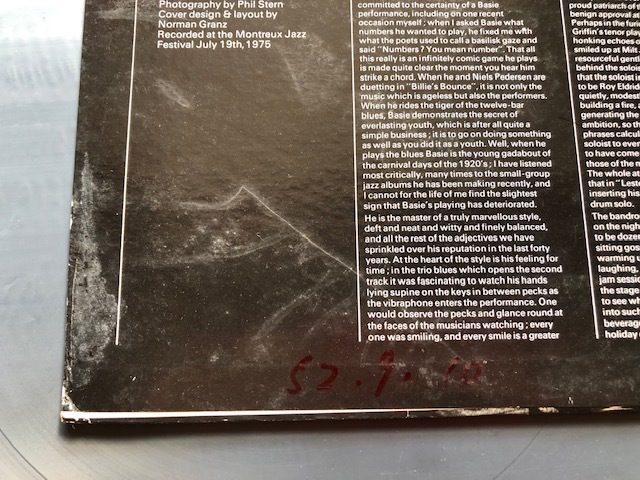 Photography by Phil Stern
Cover design & layout by
Norman Granz
Recorded at the Montreux Jazz
Festival July 19th, 1975
committed to the certainty of a Basie
performance, including on one recent
occasion myself ; when I asked Basie what
numbers he wanted to play, he fixed me with
what the poets used to call a basilisk gaze and
said "Numbers ? You mean number". That all
this really is an infinitely comic game he plays
is made quite clear the moment you hear him
strike a chord. When he and Niels Pedersen are
duetting in "Billie's Bounce", it is not only the
music which is ageless but also the performers.
When he rides the tiger of the twelve-bar
blues, Basie demonstrates the secret of
everlasting youth, which is after all quite a
simple business ; it is to go on doing something
as well as you did it as a youth. Well, when he
plays the blues Basie is the young gadabout of
the carnival days of the 1920's ; I have listened
most critically, many times to the small-group
jazz albums he has been making recently, and
I cannot for the life of me find the slightest
sign that Basie's playing has deteriorated.
He is the master of a truly marvellous style,
deft and neat and witty and finely balanced,
and all the rest of the adjectives we have
sprinkled over his reputation in the last forty
years. At the heart of the style is his feeling for
time ; in the trio blues which opens the second
track it was fascinating to watch his hands
lying supine on the keys in between pecks as
the vibraphone enters the performance. One
would observe the pecks and glance round at
the faces of the musicians watching ; every
one was smiling, and every smile is a greater
proud patriarch of
benign approval at
Perhaps in the
Griffin's tenor
honking echoes
smiled up at Milt
resourceful
behind the
that the soloist
to be Roy
quietly,
building a fire,
generating the
ambition, so
phrases
soloist to
to have come
those of the
The whole
that in
inserting his
drum solo.
The
on the night
to be
sitting
warming
laughing,
jam
the stage
to see
into such
holiday
52.9.10